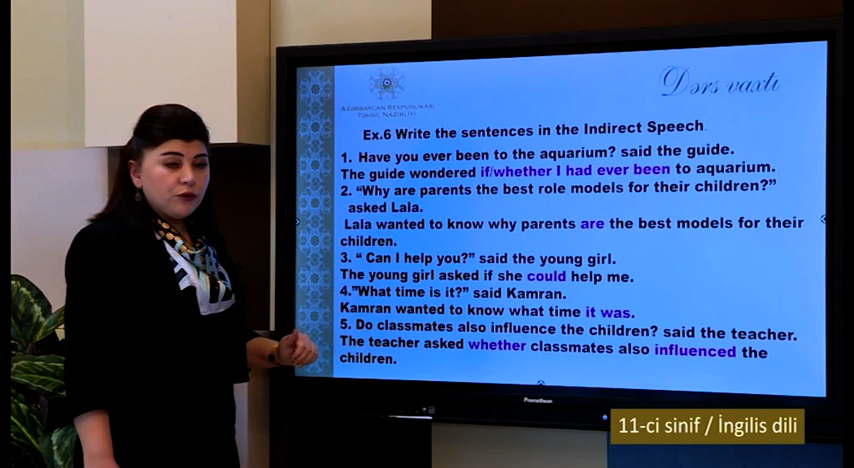 Dərs vaxtı
AZƏRBAYCAN RESPUBLİKASI
TƏHSİL NAZİRLİYİ
Ex.6 Write the sentences in the Indirect Speech.
1. Have you ever been to the aquarium? said the guide.
The guide wondered if/whether I had ever been to aquarium.
2. “Why are parents the best role models for their children?”
asked Lala.
Lala wanted to know why parents are the best models for their
children.
3. “ Can I help you?” said the young girl.
The young girl asked if she could help me.
4.”What time is it?” said Kamran.
Kamran wanted to know what time it was.
5. Do classmates also influence the children? said the teacher.
The teacher asked whether classmates also influenced the
children.
Promethean
11-ci sinif / İngilis dili